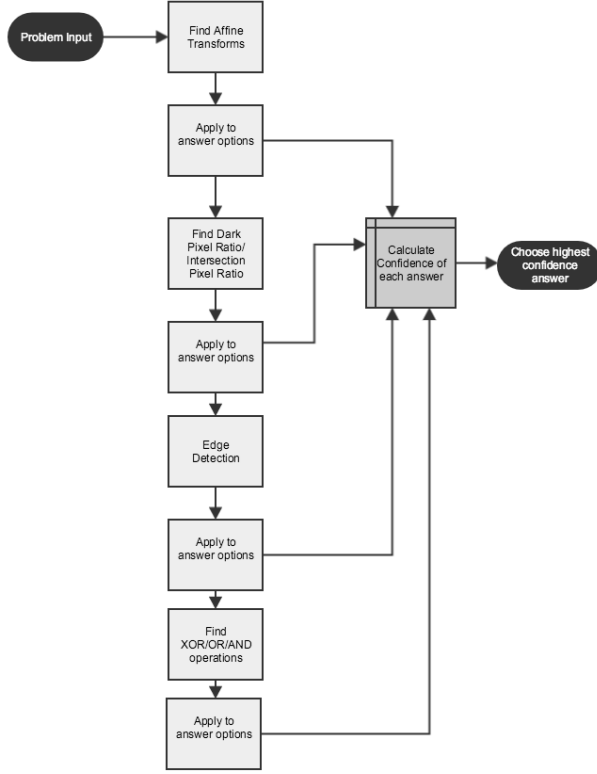 Problem Input
Find Affine
Transforms
Apply to
answer options
Find Dark
Pixel Ratio/
Intersection
Pixel Ratio
Apply to
answer options
Edge
Detection
Apply to
answer options
Find
XOR/OR/AND
operations
Apply to
answer options
Calculate
Confidence of
each answer
Choose highest
confidence
answer